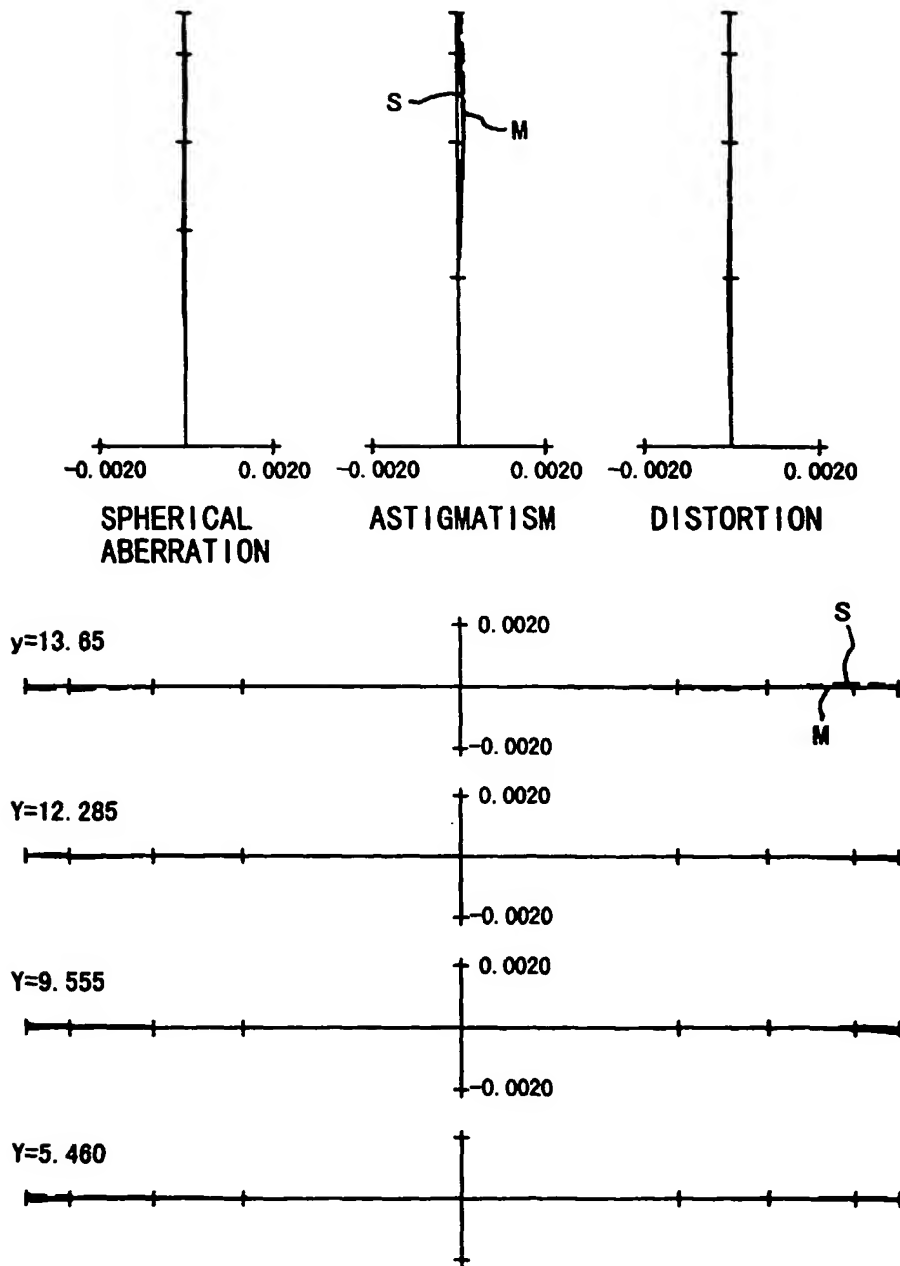 S
M
-0.0020 0.0020 -0.0020 0.0020 -0.0020 0.0020
SPHERICAL ABERRATION
ASTIGMATISM
DISTORTION
y=13.65
0.0020
S
M
-0.0020
Y=12.285
0.0020
-0.0020
Y=9.555
0.0020
-0.0020
Y=5.460